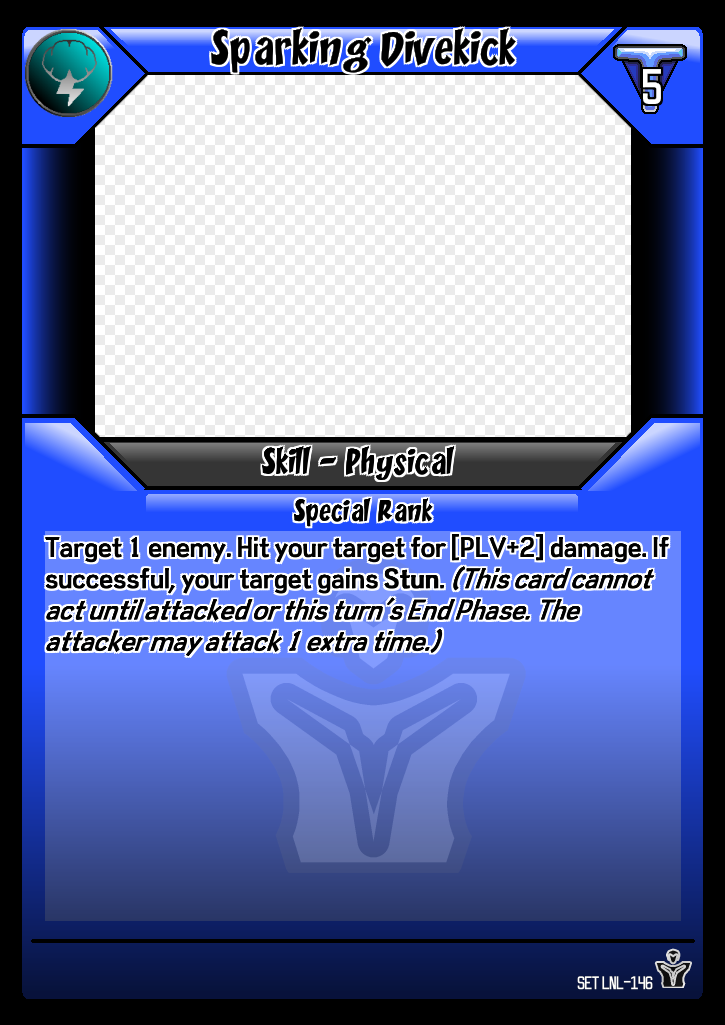 Sparking Divekick
5
Skill - Physical
Special Rank
Target 1 enemy. Hit your target for [PLV+2] damage. If
successful, your target gains Stun. (This card cannot
act until attacked or this turn's End Phase. The
attacker may attack 1 extra time.)
SET LNL-146